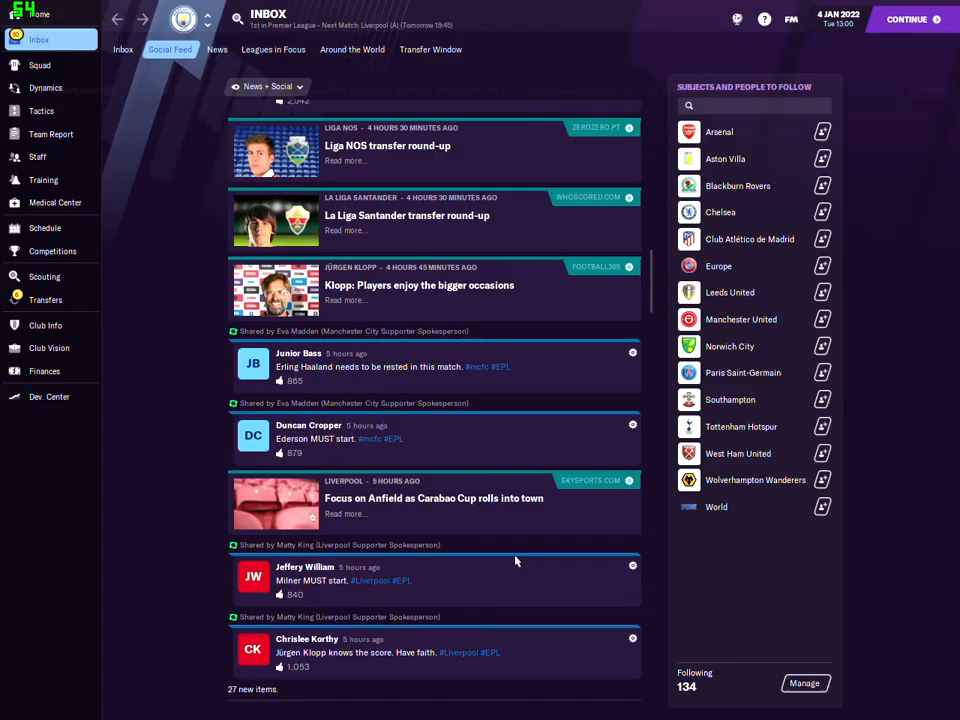 54
Home
INBOX
1st in Premier League - Next Match: Liverpool (A) (Tomorrow 19:45)
FM
4 JAN 2022
Tue 13:00
CONTINUE
10
Inbox
Squad
Dynamics
Tactics
Team Report
Staff
Training
Medical Center
Schedule
Competitions
Scouting
6
Transfers
Club Info
Club Vision
Finances
Dev. Center
Inbox
Social Feed
News
Leagues in Focus
Around the World
Transfer Window
News + Social
2,542
LIGA NOS - 4 HOURS 30 MINUTES AGO
ZEROZERO.PT
Liga NOS transfer round-up
Read more...
LA LIGA SANTANDER - 4 HOURS 30 MINUTES AGO
WHOSCORED.COM
La Liga Santander transfer round-up
Read more...
JÜRGEN KLOPP - 4 HOURS 45 MINUTES AGO
FOOTBALL365
Klopp: Players enjoy the bigger occasions
Read more...
Shared by Eva Madden (Manchester City Supporter Spokesperson)
JB
Junior Bass 5 hours ago
Erling Haaland needs to be rested in this match. #mcfc #EPL
865
Shared by Eva Madden (Manchester City Supporter Spokesperson)
DC
Duncan Cropper 5 hours ago
Ederson MUST start. #mcfc #EPL
879
LIVERPOOL - 5 HOURS AGO
SKYSPORTS.COM
Focus on Anfield as Carabao Cup rolls into town
Read more...
Shared by Matty King (Liverpool Supporter Spokesperson)
JW
Jeffery William 5 hours ago
Milner MUST start. #Liverpool #EPL
840
Shared by Matty King (Liverpool Supporter Spokesperson)
CK
Chrislee Korthy 5 hours ago
Jürgen Klopp knows the score. Have faith. #Liverpool #EPL
1,053
27 new items.
SUBJECTS AND PEOPLE TO FOLLOW
Arsenal
Aston Villa
Blackburn Rovers
Chelsea
Club Atlético de Madrid
Europe
Leeds United
Manchester United
Norwich City
Paris Saint-Germain
Southampton
Tottenham Hotspur
West Ham United
Wolverhampton Wanderers
World
Following
134
Manage